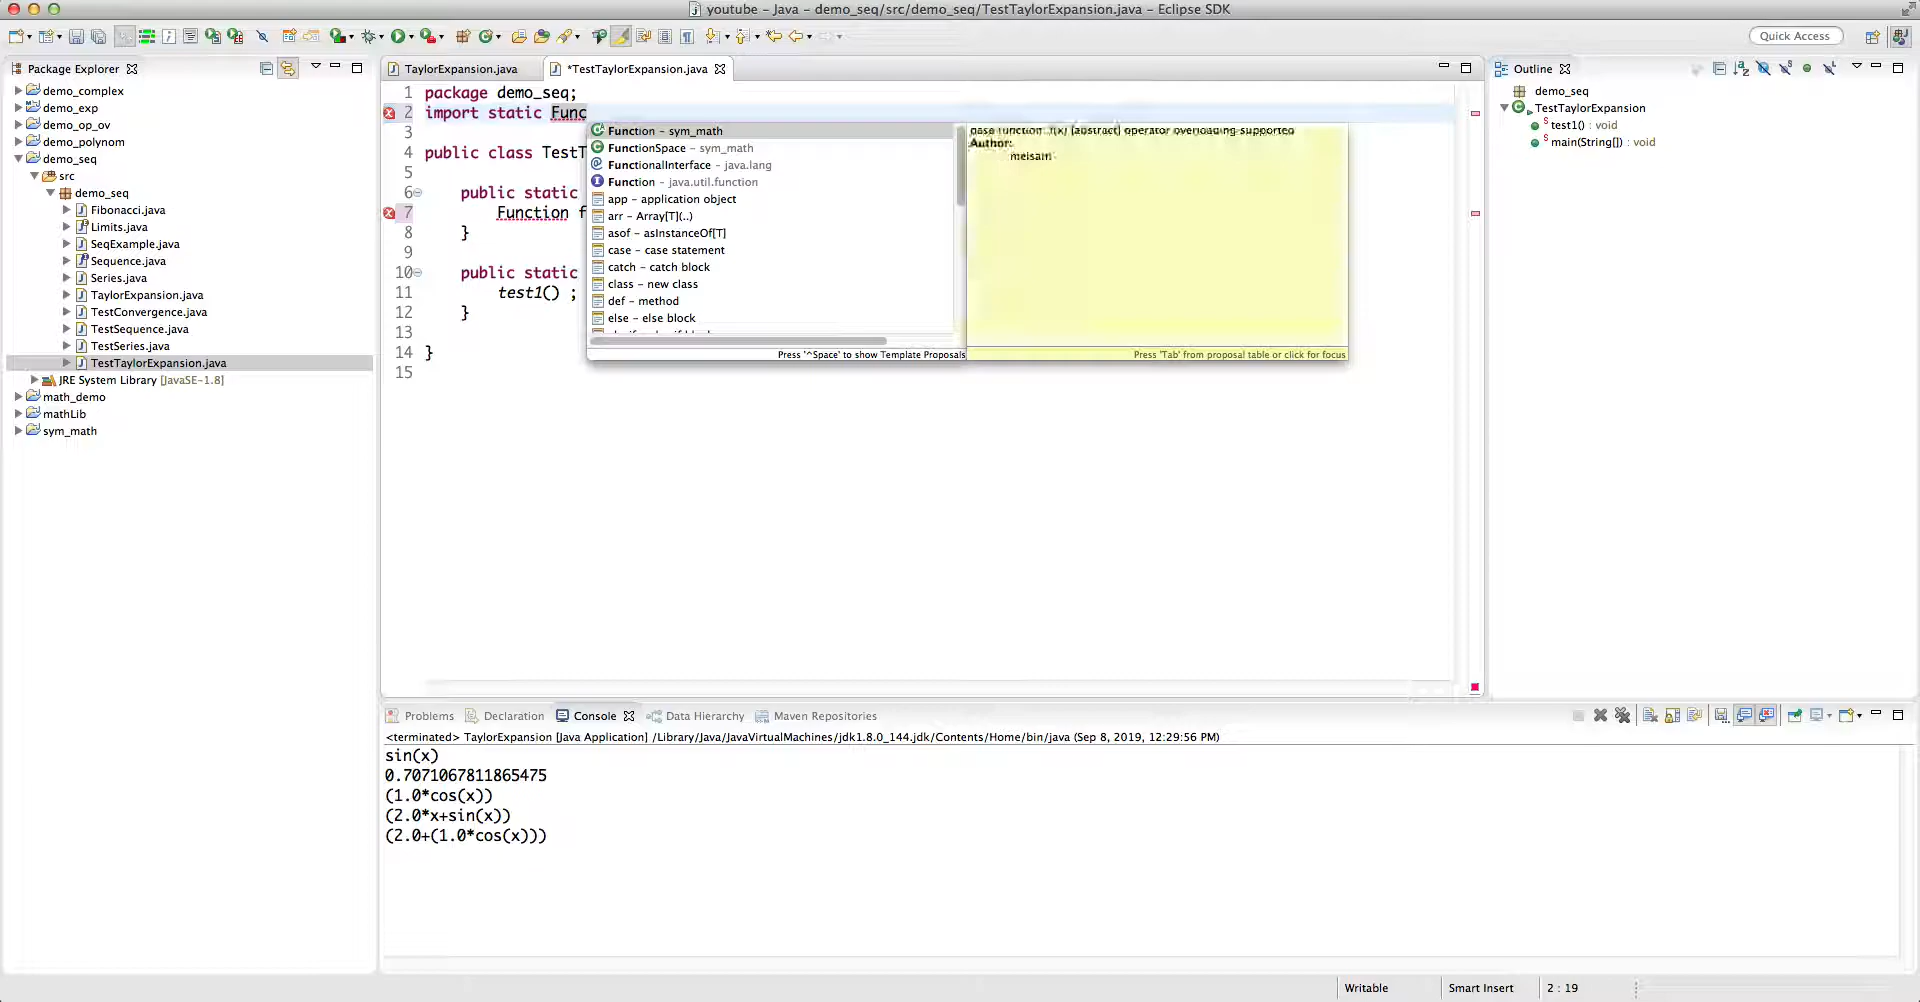 youtube – Java – demo_seq/src/demo_seq/TestTaylorExpansion.java – Eclipse SDK
Quick Access
Package Explorer
demo_complex
demo_exp
demo_op_ov
demo_polynom
demo_seq
src
demo_seq
Fibonacci.java
Limits.java
SeqExample.java
Sequence.java
Series.java
TaylorExpansion.java
TestConvergence.java
TestSequence.java
TestSeries.java
TestTaylorExpansion.java
JRE System Library [JavaSE-1.8]
math_demo
mathLib
sym_math
TaylorExpansion.java
*TestTaylorExpansion.java
1 package demo_seq;
2 import static Func
3
4 public class TestT
5
6 public static
7 Function f
8 }
9
10 public static
11 test1() ;
12 }
13
14 }
15
Function – sym_math
FunctionSpace – sym_math
FunctionalInterface – java.lang
Function – java.util.function
app – application object
arr – Array[T](..)
asof – asInstanceOf[T]
case – case statement
catch – catch block
class – new class
def – method
else – else block
Press '^Space' to show Template Proposals
base function : f(x) [abstract] operator overloading supported
Author:
meisam
Press 'Tab' from proposal table or click for focus
Outline
demo_seq
TestTaylorExpansion
S test1() : void
S main(String[]) : void
Problems
Declaration
Console
Data Hierarchy
Maven Repositories
<terminated> TaylorExpansion [Java Application] /Library/Java/JavaVirtualMachines/jdk1.8.0_144.jdk/Contents/Home/bin/java (Sep 8, 2019, 12:29:56 PM)
sin(x)
0.7071067811865475
(1.0*cos(x))
(2.0*x+sin(x))
(2.0+(1.0*cos(x)))
Writable
Smart Insert
2 : 19